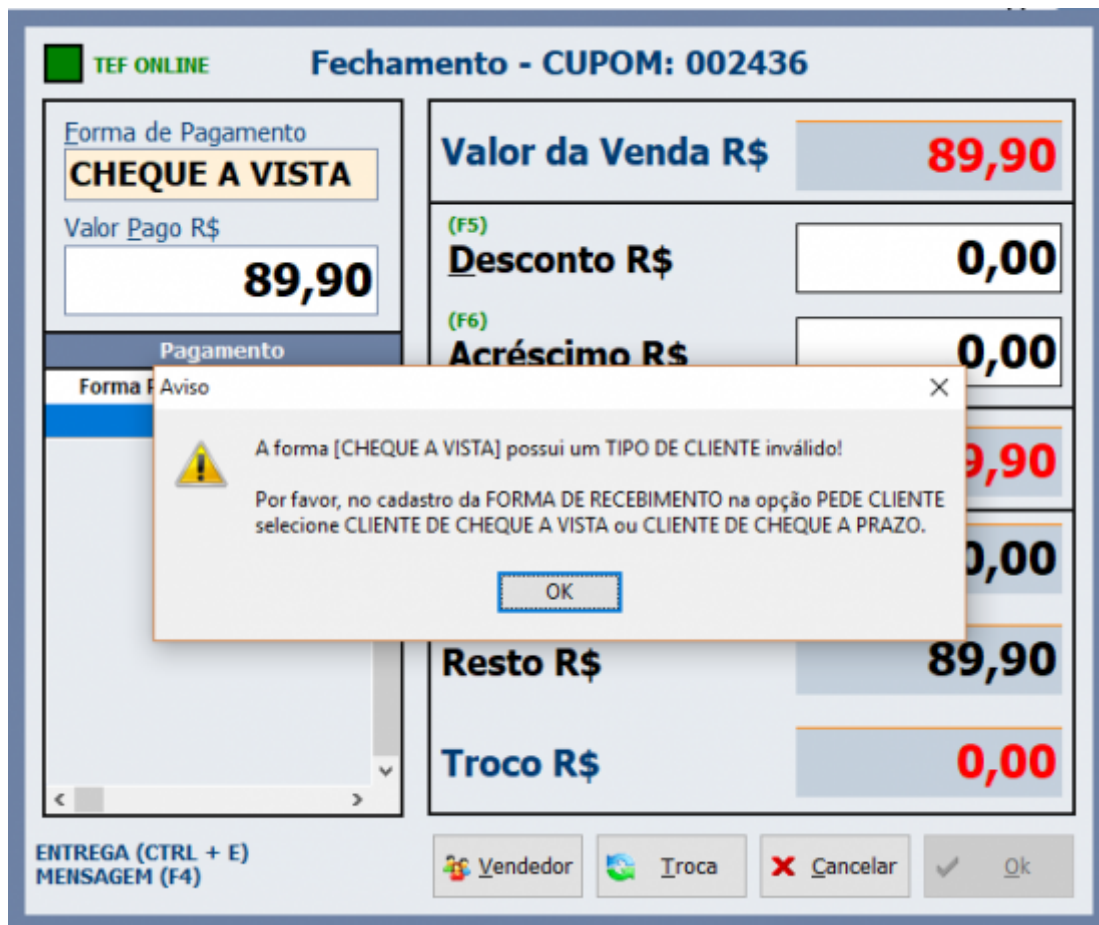 TEF ONLINE
Fechamento - CUPOM: 002436
Forma de Pagamento
CHEQUE A VISTA
Valor Pago R$
89,90
Pagamento
Forma
Valor da Venda R$
89,90
(F5)
Desconto R$
0,00
(F6)
Acréscimo R$
0,00
9,90
0,00
Aviso
A forma [CHEQUE A VISTA] possui um TIPO DE CLIENTE inválido!
Por favor, no cadastro da FORMA DE RECEBIMENTO na opção PEDE CLIENTE
selecione CLIENTE DE CHEQUE A VISTA ou CLIENTE DE CHEQUE A PRAZO.
OK
Resto R$
89,90
Troco R$
0,00
ENTREGA (CTRL + E)
MENSAGEM (F4)
Vendedor
Troca
Cancelar
Ok